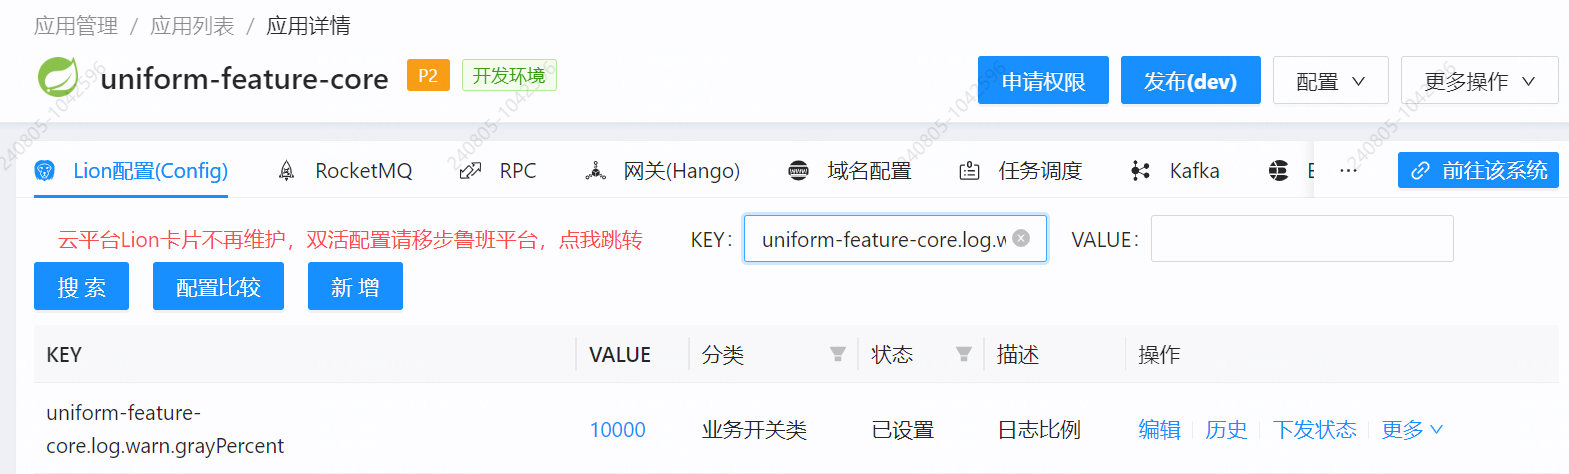 应用管理 / 应用列表 / 应用详情
uniform-feature-core P2 开发环境 申请权限 发布(dev) 配置 更多操作
Lion配置(Config) RocketMQ RPC 网关(Hango) 域名配置 任务调度 Kafka ··· 前往该系统
云平台Lion卡片不再维护，双活配置请移步鲁班平台，点我跳转 KEY: uniform-feature-core.log.w VALUE:
搜 索 配置比较 新 增
KEY VALUE 分类 状态 描述 操作
uniform-feature-
core.log.warn.grayPercent 10000 业务开关类 已设置 日志比例 编辑 历史 下发状态 更多
240805-1042596
240805-1042596
240805-1042596
240805-1042596